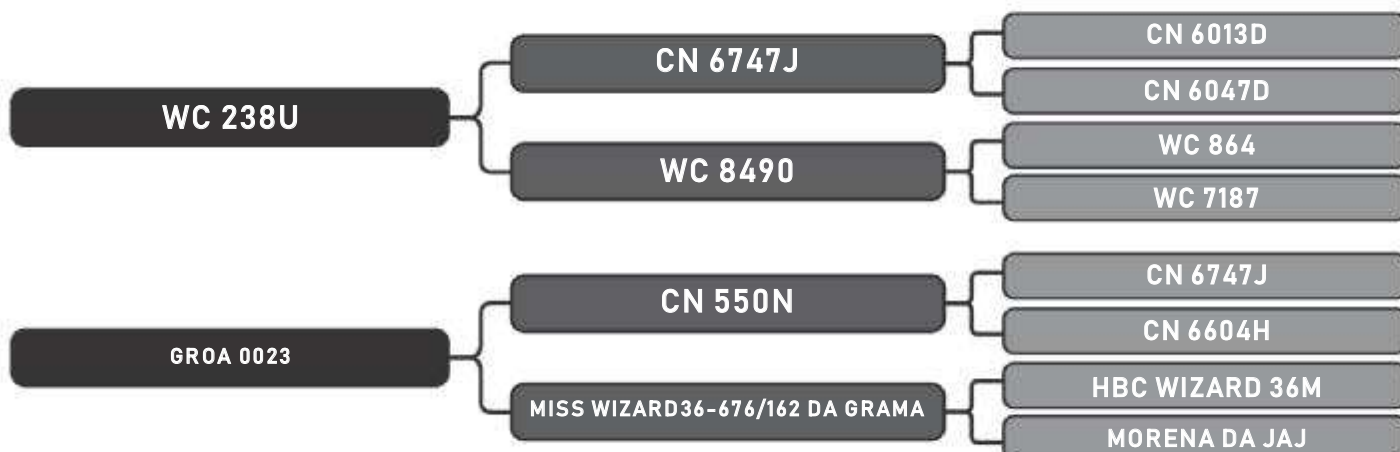 WC 238U
CN 6747J
CN 6013D
CN 6047D
WC 8490
WC 864
WC 7187
GROA 0023
CN 550N
CN 6747J
CN 6604H
MISS WIZARD36-676/162 DA GRAMA
HBC WIZARD 36M
MORENA DA JAJ